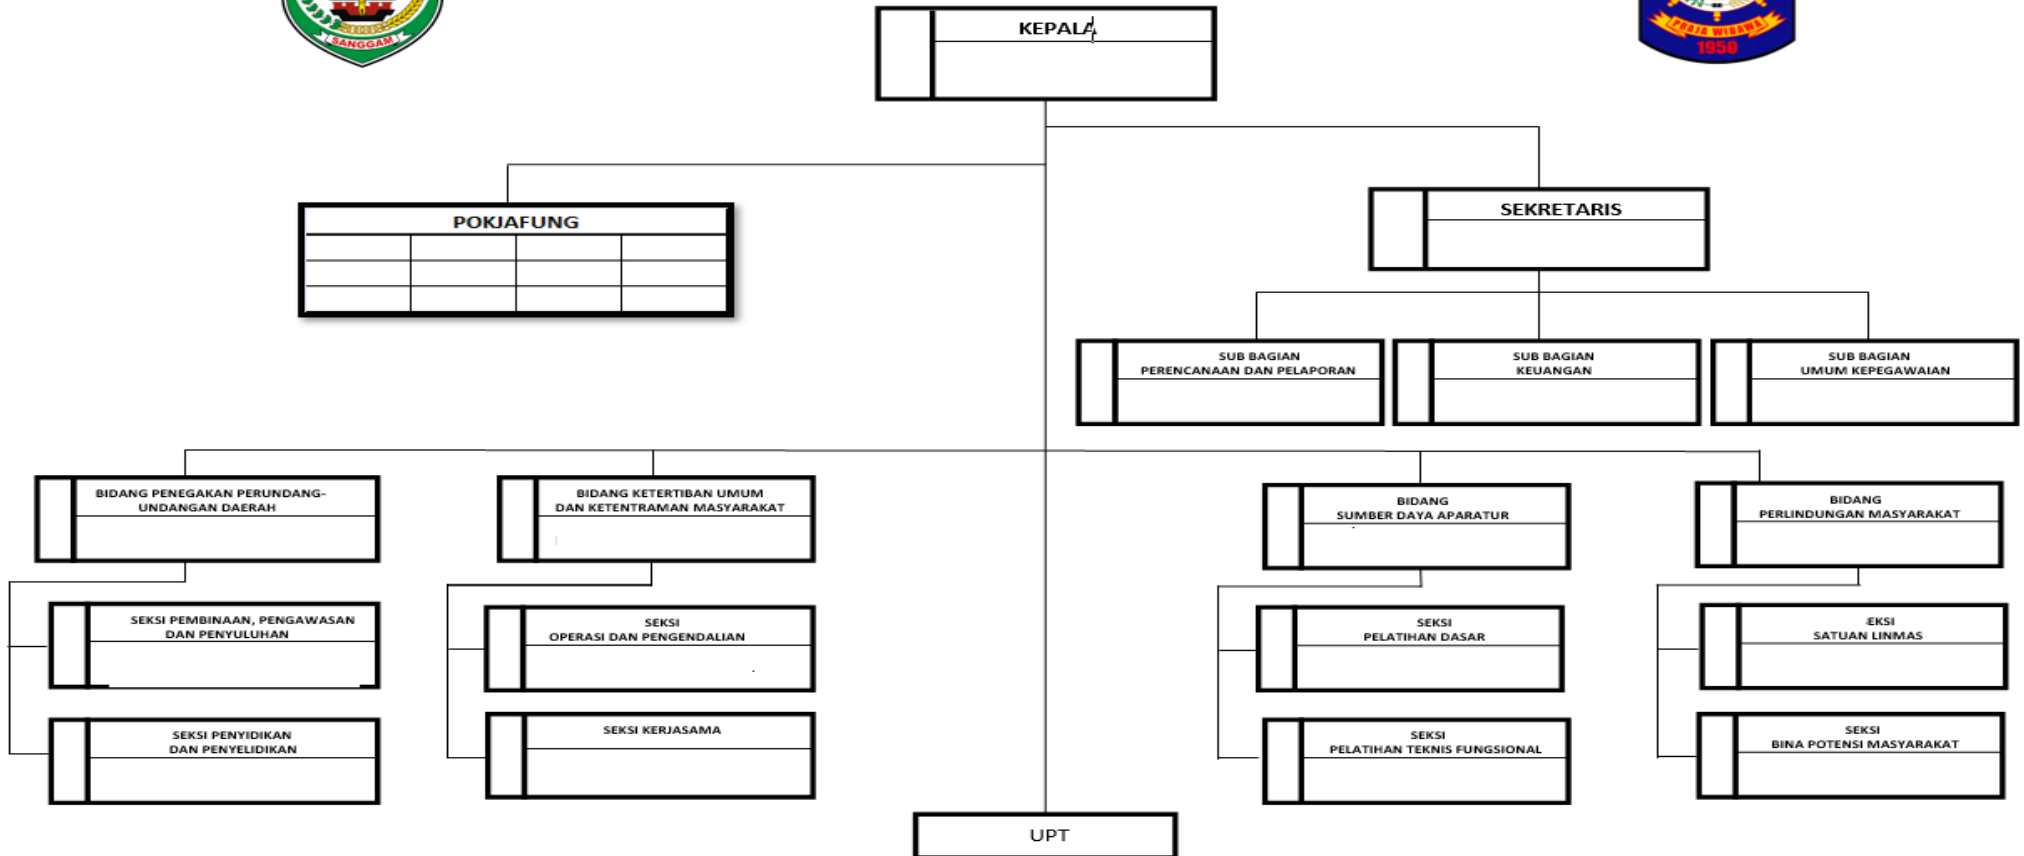 SANGGAM
PRAJA WIBAWA
1950
KEPALA
POKJAFUNG
SEKRETARIS
SUB BAGIAN
PERENCANAAN DAN PELAPORAN
SUB BAGIAN
KEUANGAN
SUB BAGIAN
UMUM KEPEGAWAIAN
BIDANG PENEGAKAN PERUNDANG-
UNDANGAN DAERAH
BIDANG KETERTIBAN UMUM
DAN KETENTRAMAN MASYARAKAT
BIDANG
SUMBER DAYA APARATUR
BIDANG
PERLINDUNGAN MASYARAKAT
SEKSI PEMBINAAN, PENGAWASAN
DAN PENYULUHAN
SEKSI
OPERASI DAN PENGENDALIAN
SEKSI
PELATIHAN DASAR
EKSI
SATUAN LINMAS
SEKSI PENYIDIKAN
DAN PENYELIDIKAN
SEKSI KERJASAMA
SEKSI
PELATIHAN TEKNIS FUNGSIONAL
SEKSI
BINA POTENSI MASYARAKAT
UPT